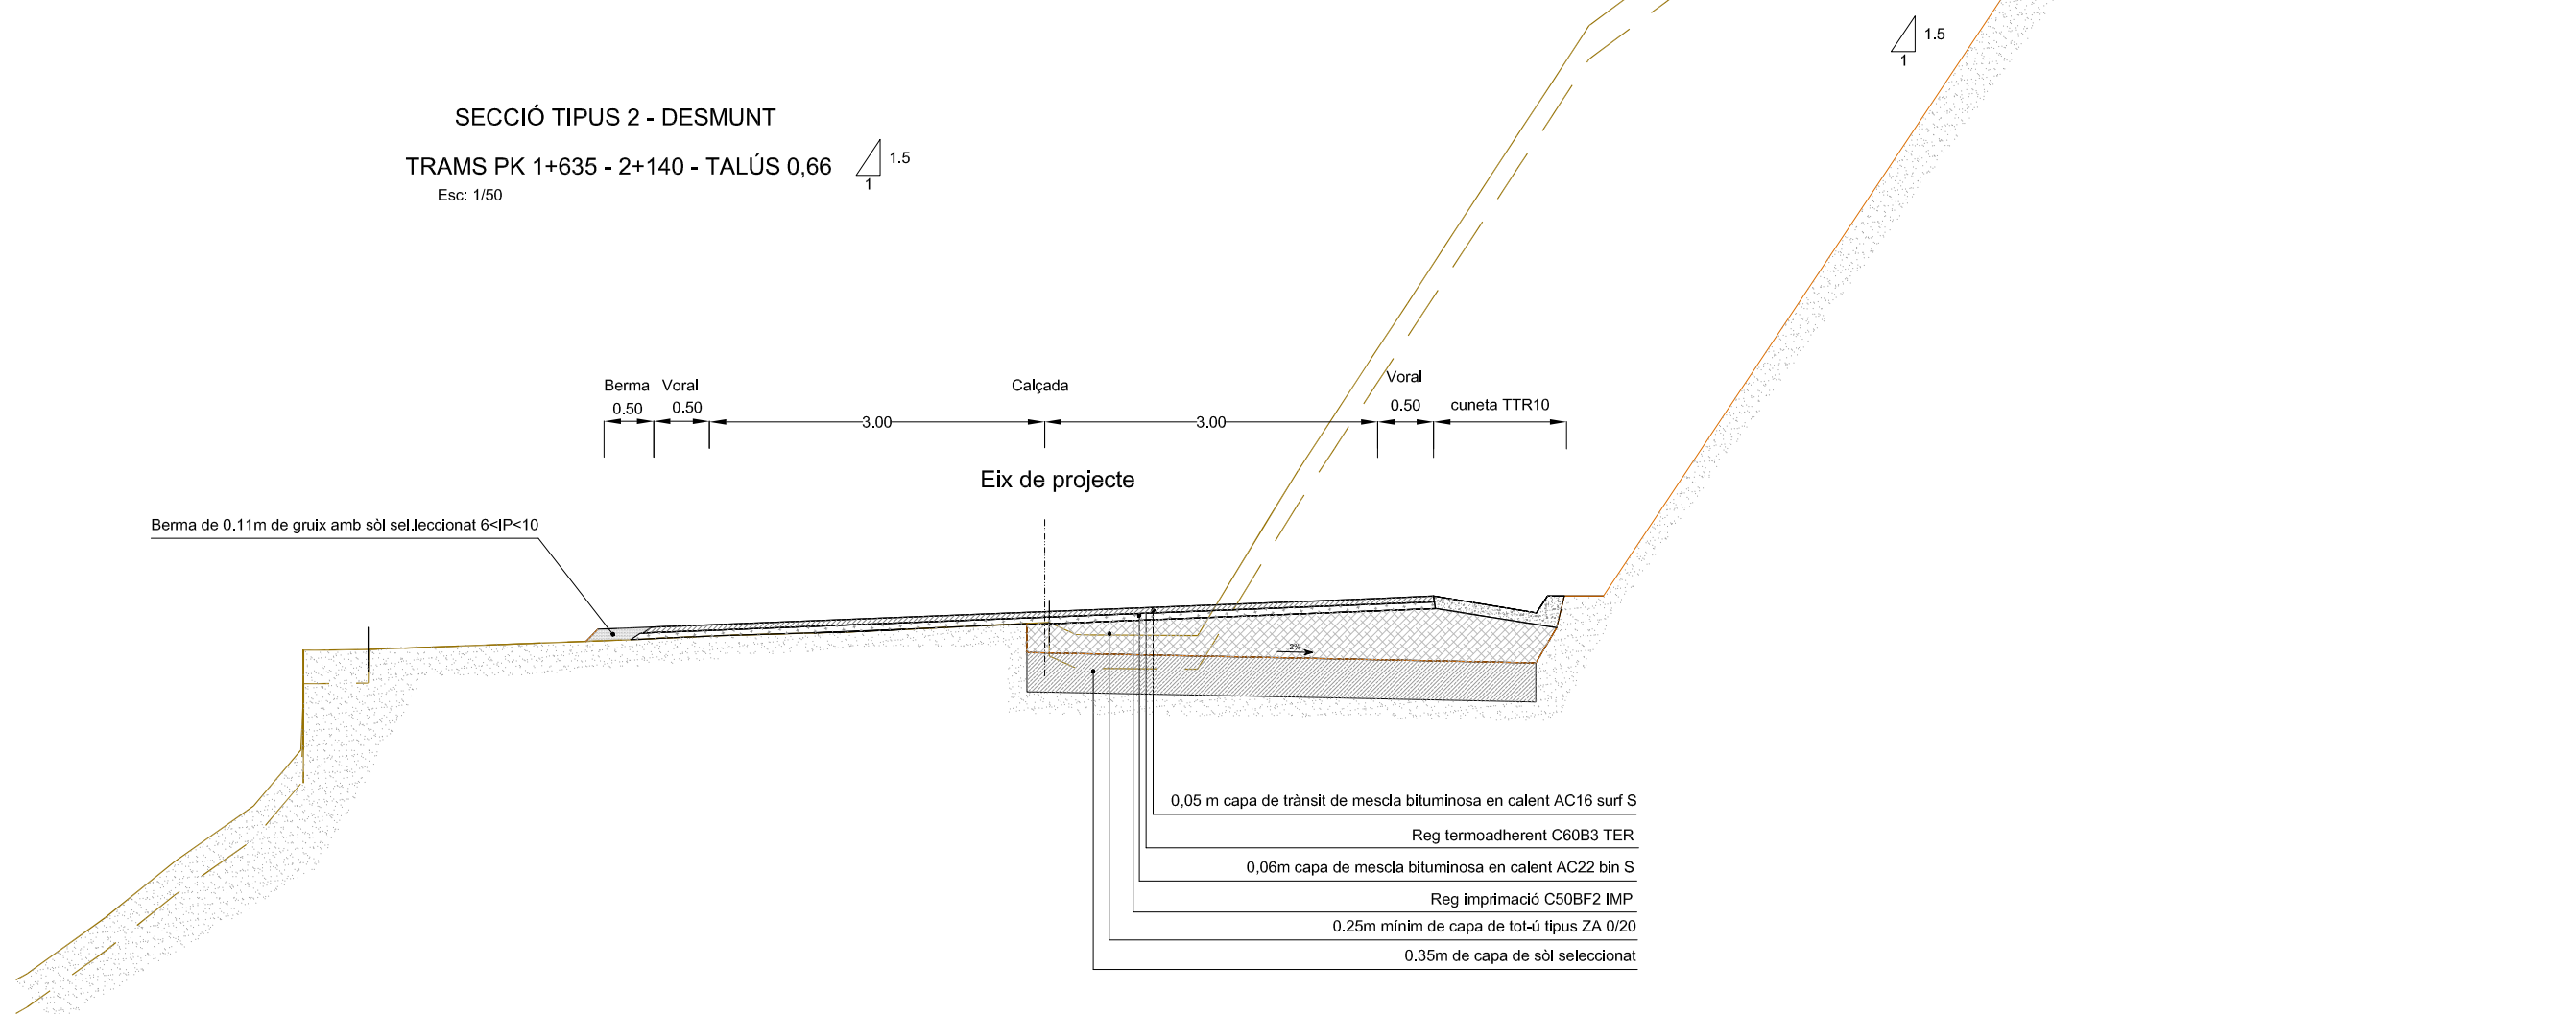 1.5
1
SECCIÓ TIPUS 2 - DESMUNT
TRAMS PK 1+635 - 2+140 - TALÚS 0,66
1.5
1
Esc: 1/50
Berma Voral Calçada Voral
0.50 0.50 3.00 3.00 0.50 cuneta TTR10
Eix de projecte
Berma de 0.11m de gruix amb sòl sel.leccionat 6<IP<10
2%
0,05 m capa de trànsit de mescla bituminosa en calent AC16 surf S
Reg termoadherent C60B3 TER
0,06m capa de mescla bituminosa en calent AC22 bin S
Reg imprimació C50BF2 IMP
0.25m mínim de capa de tot-ú tipus ZA 0/20
0.35m de capa de sòl seleccionat